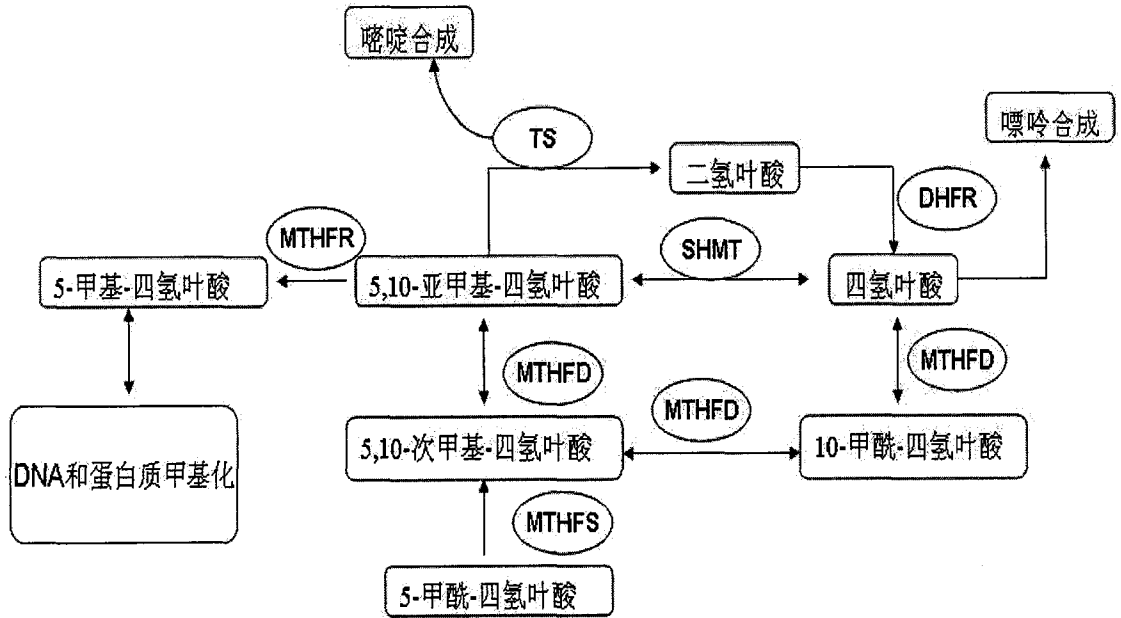 嘧啶合成
TS
嘌呤合成
二氢叶酸
DHFR
MTHFR
SHMT
5-甲基-四氢叶酸
5,10-亚甲基-四氢叶酸
四氢叶酸
MTHFD
MTHFD
MTHFD
DNA和蛋白质甲基化
5,10-次甲基-四氢叶酸
10-甲酰-四氢叶酸
MTHFS
5-甲酰-四氢叶酸